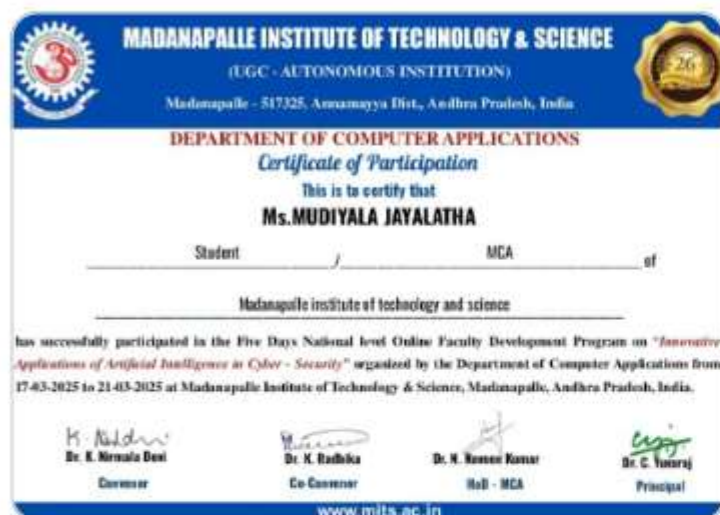 MADANAPALLE INSTITUTE OF TECHNOLOGY & SCIENCE
(UGC - AUTONOMOUS INSTITUTION)
Madanapalle - 517325, Annamayya Dist., Andhra Pradesh, India
26
DEPARTMENT OF COMPUTER APPLICATIONS
Certificate of Participation
This is to certify that
Ms.MUDIYALA JAYALATHA
Student / MCA of
Madanapalle institute of technology and science
has successfully participated in the Five Days National level Online Faculty Development Program on "Innovative
Applications of Artificial Intelligence in Cyber - Security" organized by the Department of Computer Applications from
17-03-2025 to 21-03-2025 at Madanapalle Institute of Technology & Science, Madanapalle, Andhra Pradesh, India.
Dr. K. Nirmala Devi Dr. K. Radhika Dr. N. Naveen Kumar Dr. C. Yuvaraj
Convenor Co-Convenor HoD - MCA Principal
www.mits.ac.in